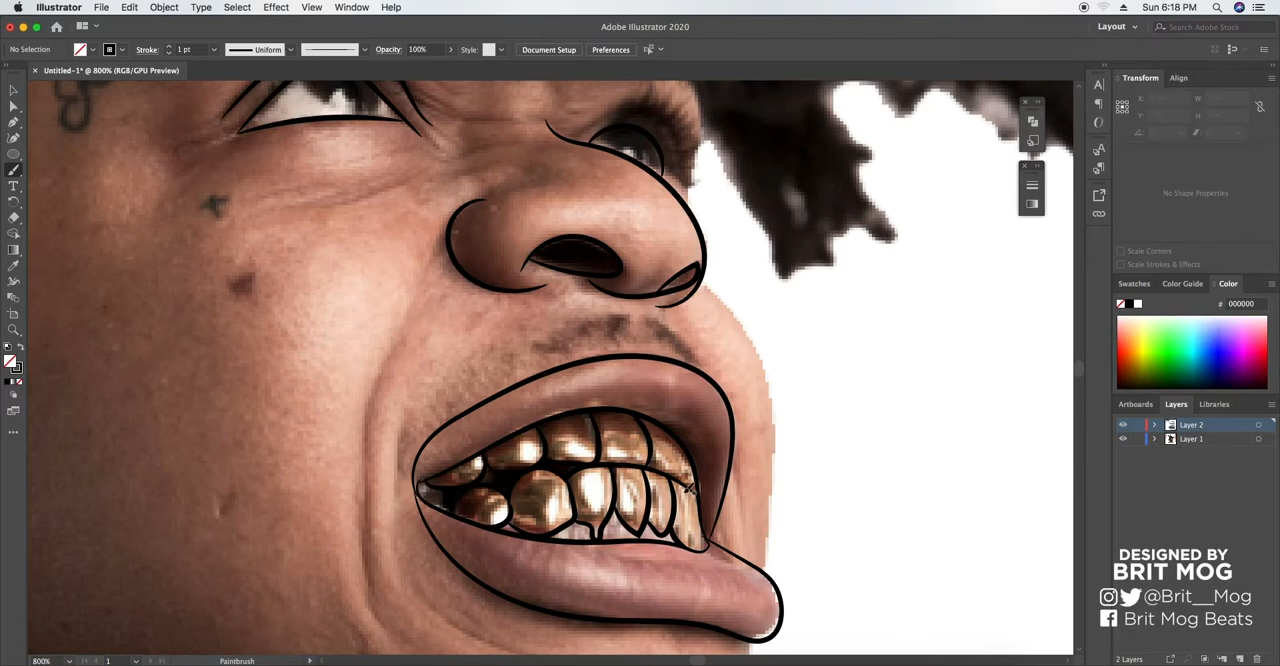 Illustrator File Edit Object Type Select Effect View Window Help
Sun 6:18 PM
Adobe Illustrator 2020
Layout
Search Adobe Stock
No Selection
Stroke:
1 pt
Uniform
Opacity:
100%
Style:
Document Setup
Preferences
× Untitled-1* @ 800% (RGB/GPU Preview)
Transform
Align
X:
W:
Y:
H:
No Shape Properties
Scale Corners
Scale Strokes & Effects
Swatches
Color Guide
Color
# 000000
Artboards
Layers
Libraries
Layer 2
Layer 1
DESIGNED BY
BRIT MOG
@Brit__Mog
Brit Mog Beats
800%
1
Paintbrush
2 Layers